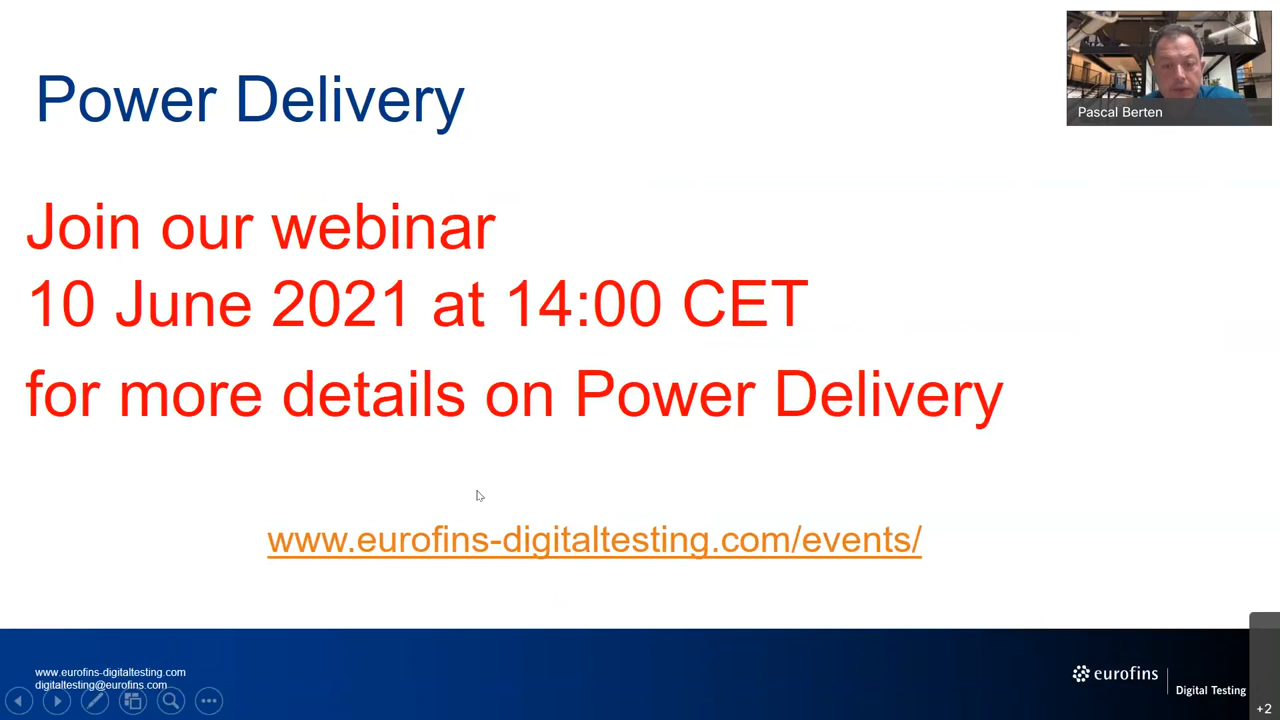 Power Delivery
Pascal Berten
Join our webinar
10 June 2021 at 14:00 CET
for more details on Power Delivery
www.eurofins-digitaltesting.com/events/
www.eurofins-digitaltesting.com
digitaltesting@eurofins.com
eurofins
Digital Testing
+2